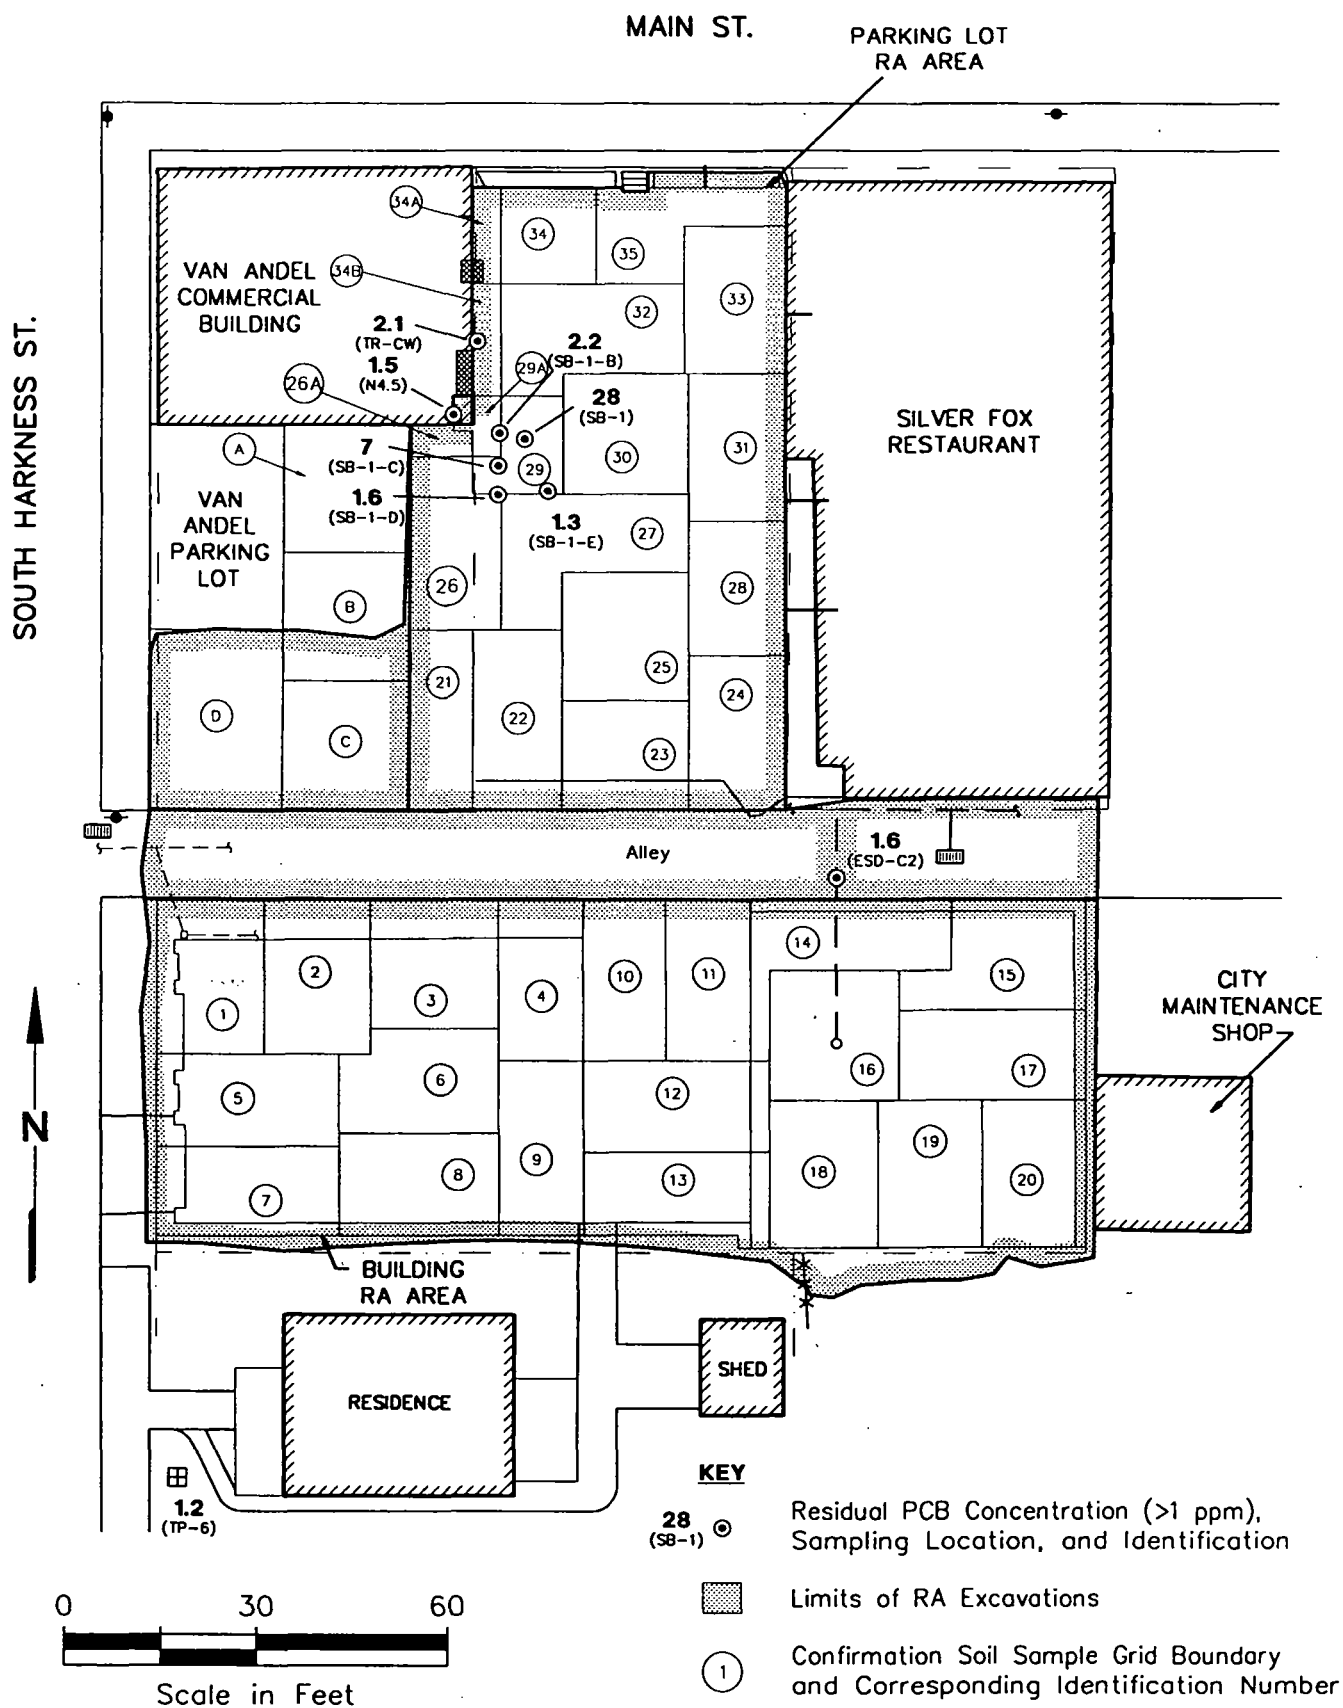 MAIN ST.
PARKING LOT
RA AREA
SOUTH HARKNESS ST.
34A
34
35
34B
33
32
VAN ANDEL
COMMERCIAL
BUILDING
2.1
(TR-CW)
1.5
(N4.5)
2.2
(SB-1-B)
29A
26A
28
(SB-1)
SILVER FOX
RESTAURANT
A
7
(SB-1-C)
29
30
31
1.6
(SB-1-D)
1.3
(SB-1-E)
VAN
ANDEL
PARKING
LOT
27
26
28
B
25
21
24
D
22
C
23
Alley
1.6
(ESD-C2)
14
2
10
11
15
1
3
4
CITY
MAINTENANCE
SHOP
16
17
6
5
12
N
19
9
8
18
13
20
7
BUILDING
RA AREA
SHED
RESIDENCE
1.2
(TP-6)
KEY
28
(SB-1)
Residual PCB Concentration (>1 ppm),
Sampling Location, and Identification
Limits of RA Excavations
1
Confirmation Soil Sample Grid Boundary
and Corresponding Identification Number
0 30 60
Scale in Feet